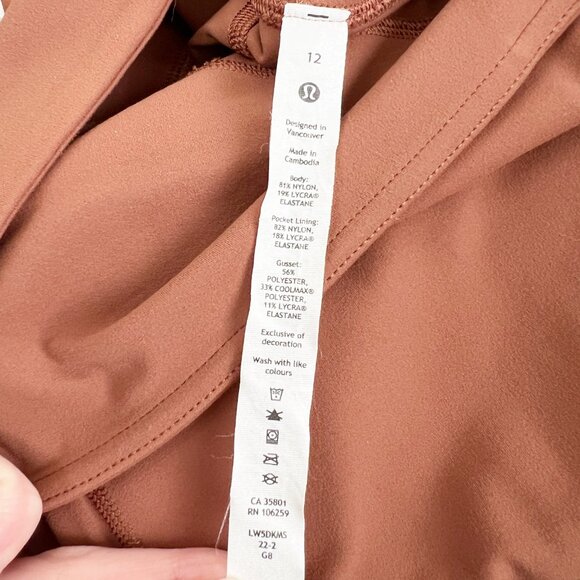 12
Designed in
Vancouver
Made in
Cambodia
Body:
81% NYLON,
19% LYCRA®
ELASTANE
Pocket Lining:
82% NYLON,
18% LYCRA®
ELASTANE
Gusset:
56%
POLYESTER,
33% COOLMAX®
POLYESTER,
11% LYCRA®
ELASTANE
Exclusive of
decoration
Wash with like
colours
CA 35801
RN 106259
LW5DKMS
22-2
G8